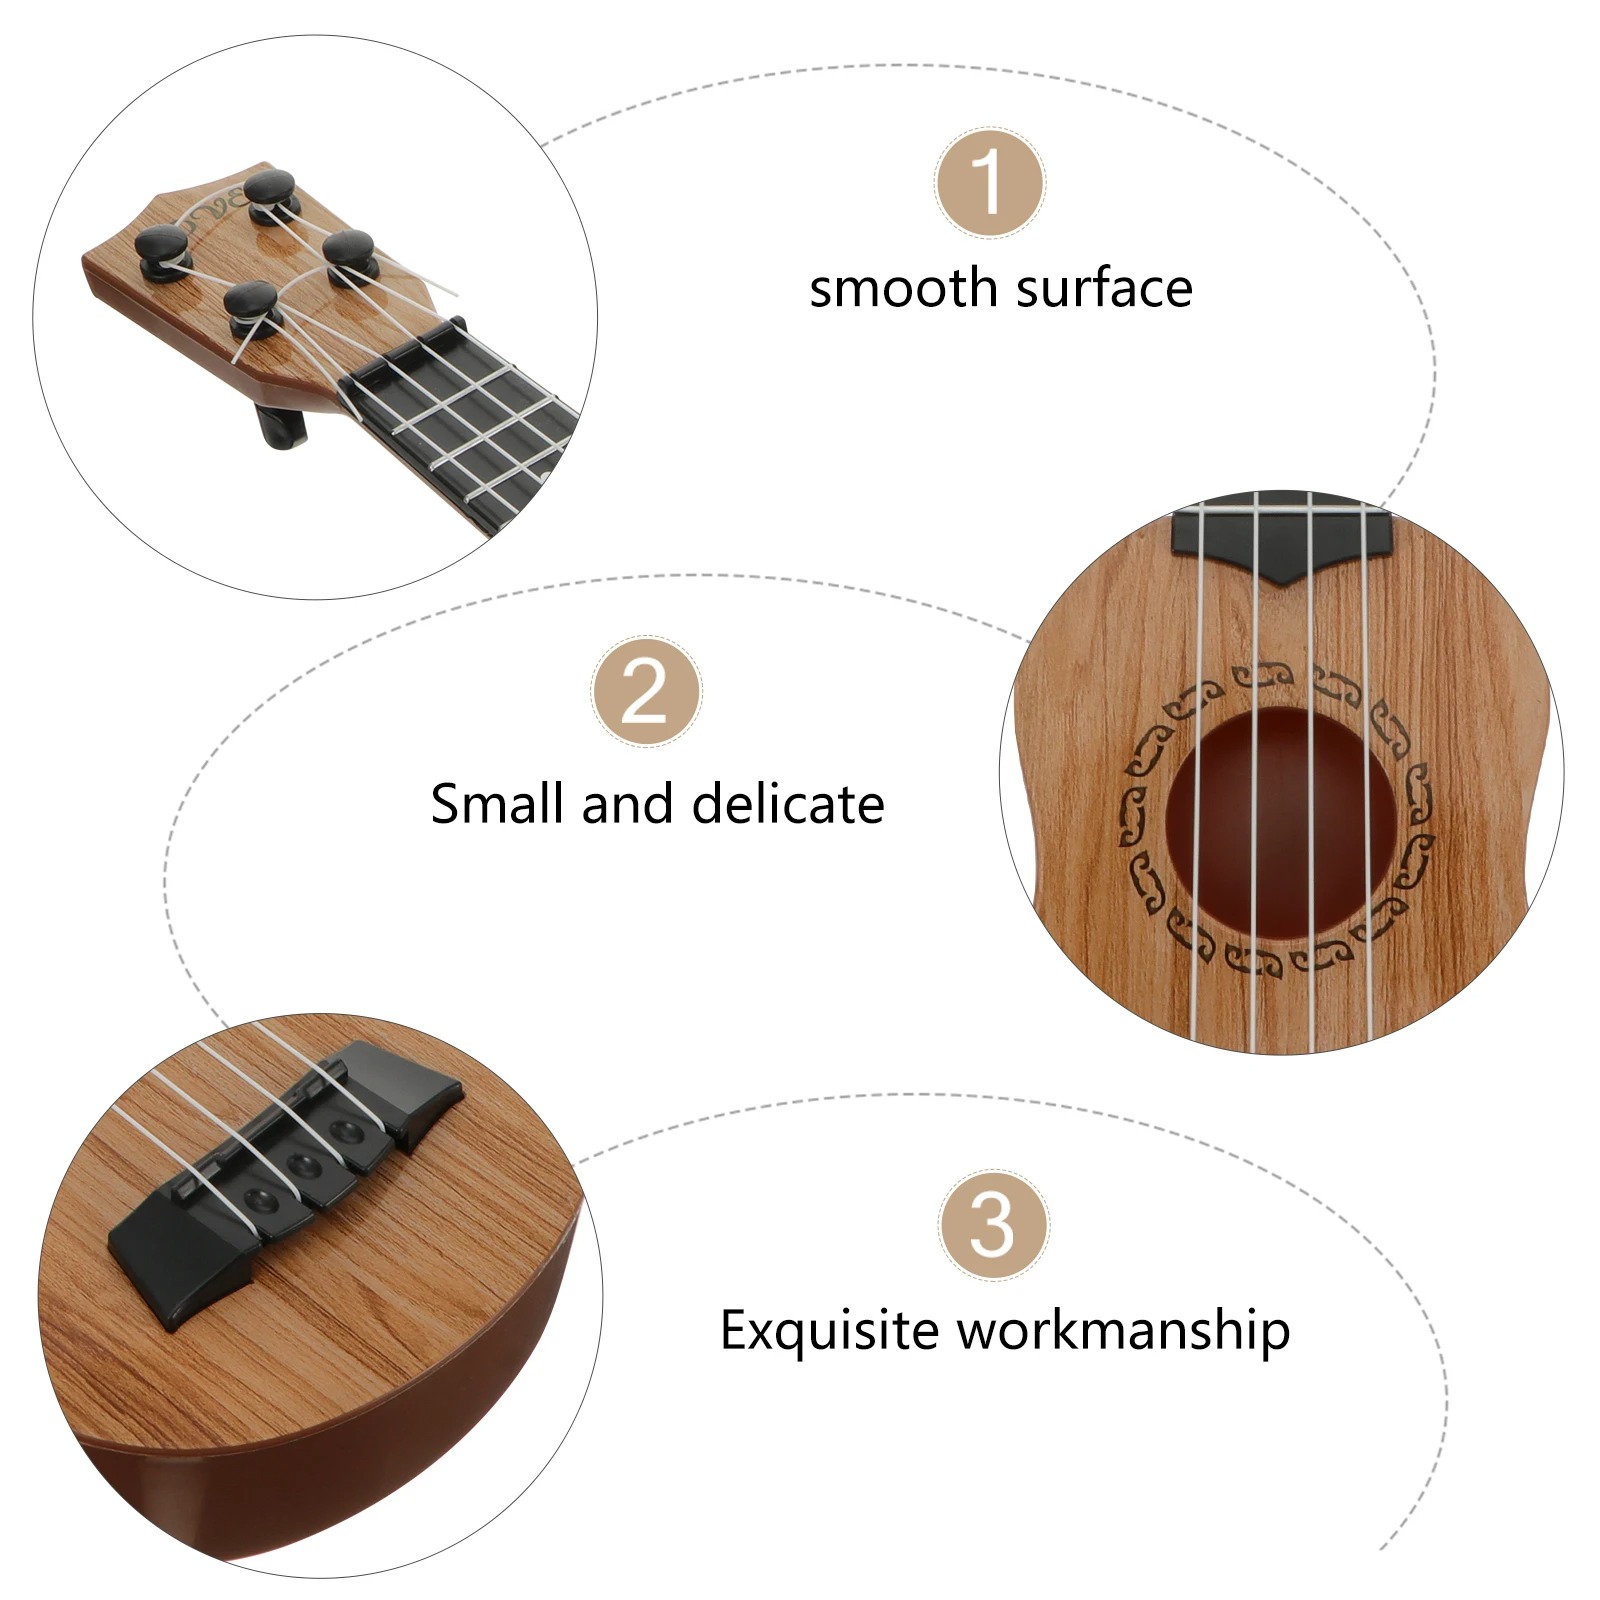 1
smooth surface
2
Small and delicate
3
Exquisite workmanship